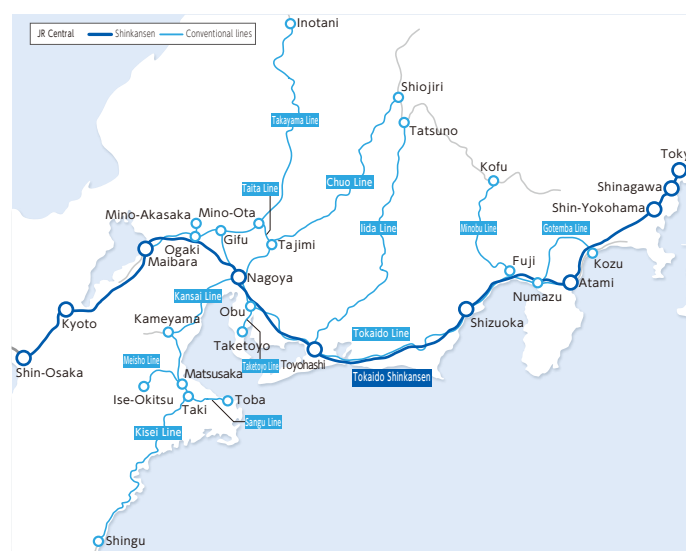 JR Central
Shinkansen
Conventional lines
Inotani
Shiojiri
Takayama Line
Tatsuno
Toky
Kofu
Taita Line
Chuo Line
Shinagawa
Shin-Yokohama
Mino-Akasaka
Mino-Ota
Iida Line
Minobu Line
Gotemba Line
Ogaki
Gifu
Tajimi
Maibara
Fuji
Kozu
Nagoya
Atami
Kansai Line
Numazu
Obu
Kyoto
Kameyama
Shizuoka
Tokaido Line
Taketoyo
Meisho Line
Taketoyo Line
Toyohashi
Shin-Osaka
Matsusaka
Tokaido Shinkansen
Ise-Okitsu
Toba
Taki
Sangu Line
Kisei Line
Shingu